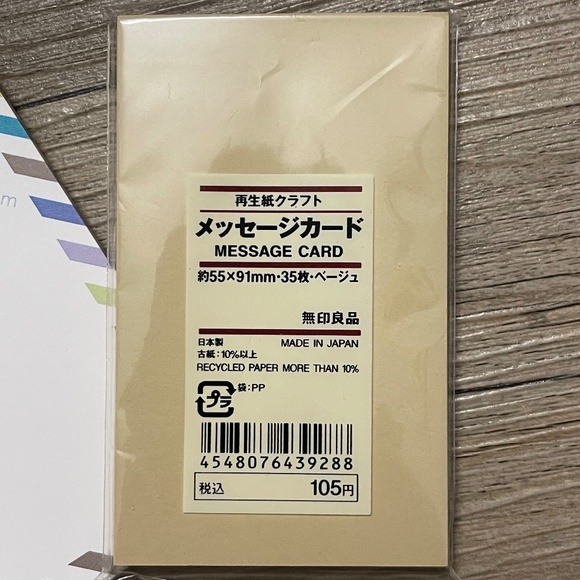 再生紙クラフト
メッセージカード
MESSAGE CARD
約55×91mm・35枚・ベージュ
無印良品
日本製 MADE IN JAPAN
古紙:10%以上
RECYCLED PAPER MORE THAN 10%
プラ 袋:PP
4548076439288
税込 105円
m